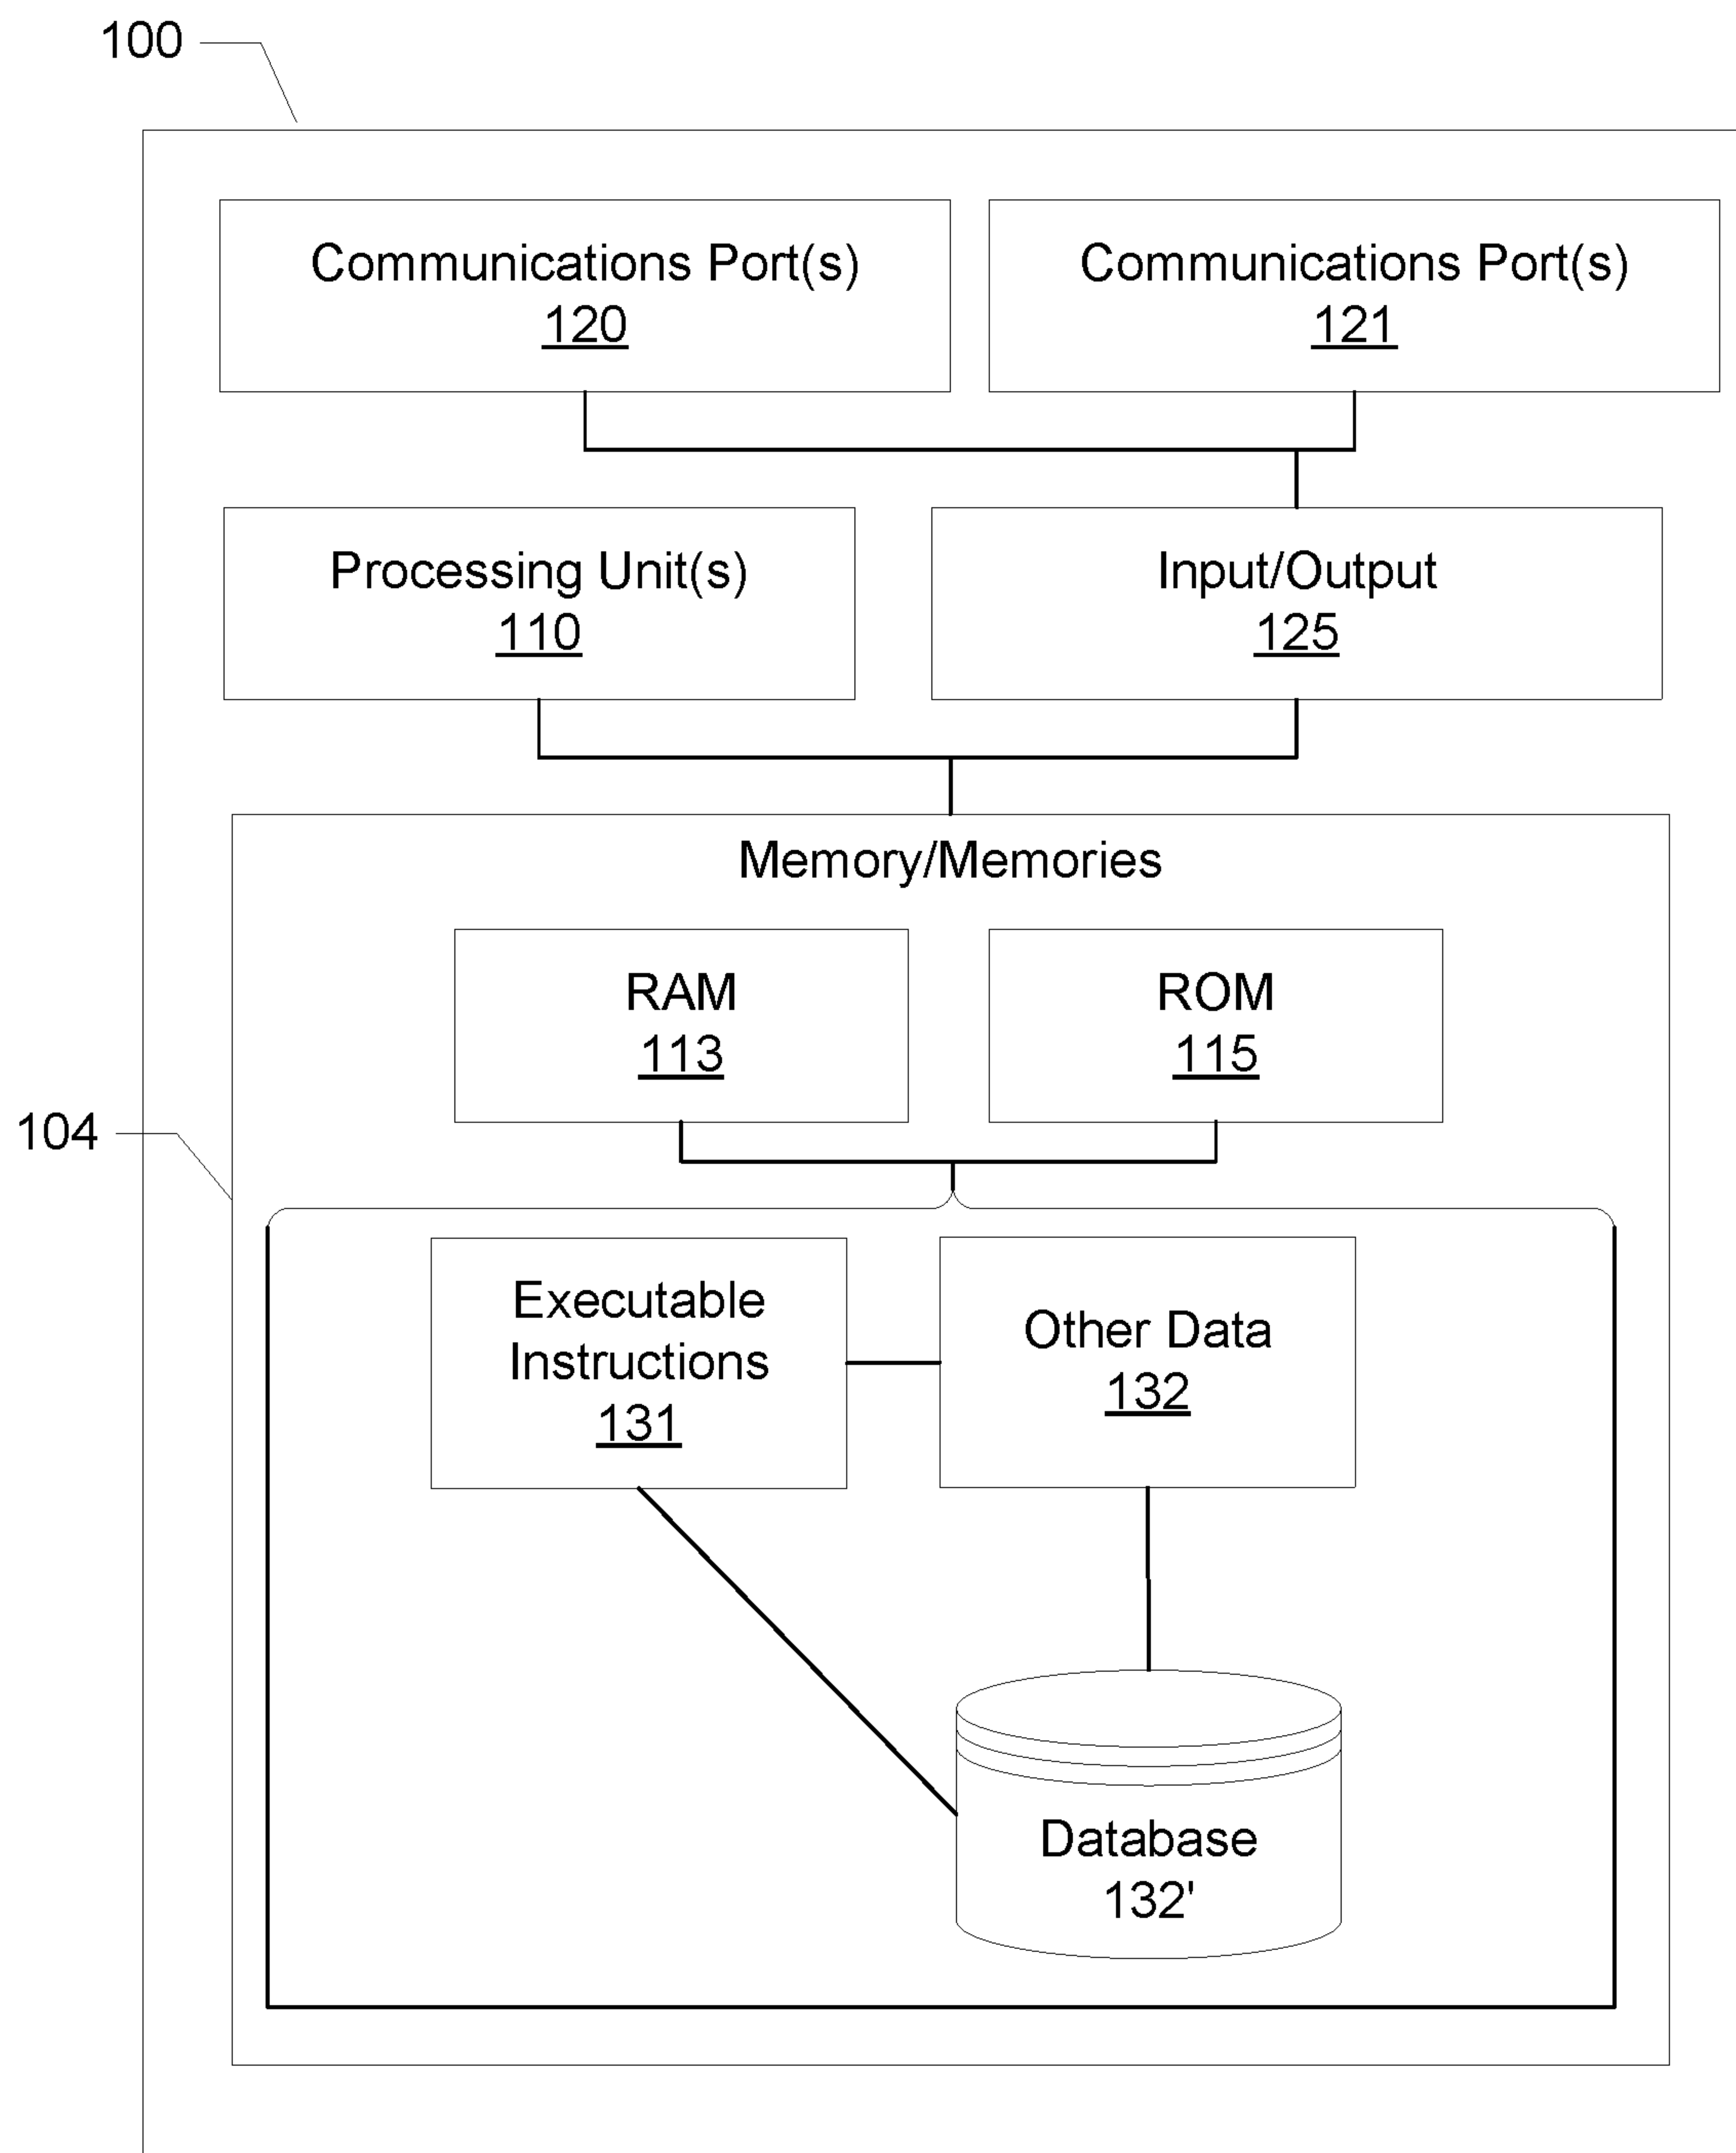 100
Communications Port(s)
120
Communications Port(s)
121
Processing Unit(s)
110
Input/Output
125
Memory/Memories
RAM
113
ROM
115
104
Executable
Instructions
131
Other Data
132
Database
132'